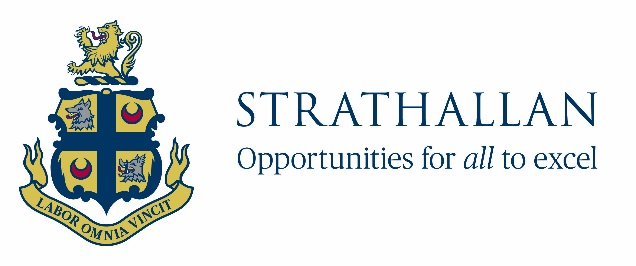 STRATHALLAN
Opportunities for all to excel
LABOR OMNIA VINCIT